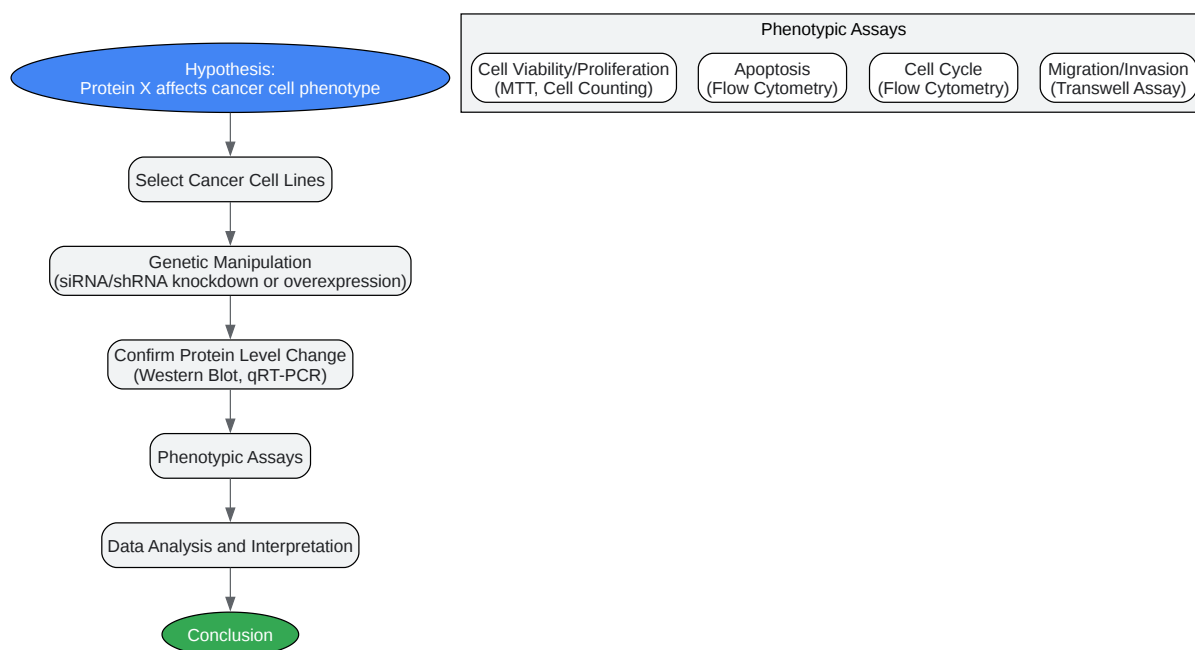 Hypothesis:
Protein X affects cancer cell phenotype
Select Cancer Cell Lines
Genetic Manipulation
(siRNA/shRNA knockdown or overexpression)
Confirm Protein Level Change
(Western Blot, qRT-PCR)
Phenotypic Assays
Data Analysis and Interpretation
Conclusion
Phenotypic Assays
Cell Viability/Proliferation
(MTT, Cell Counting)
Apoptosis
(Flow Cytometry)
Cell Cycle
(Flow Cytometry)
Migration/Invasion
(Transwell Assay)